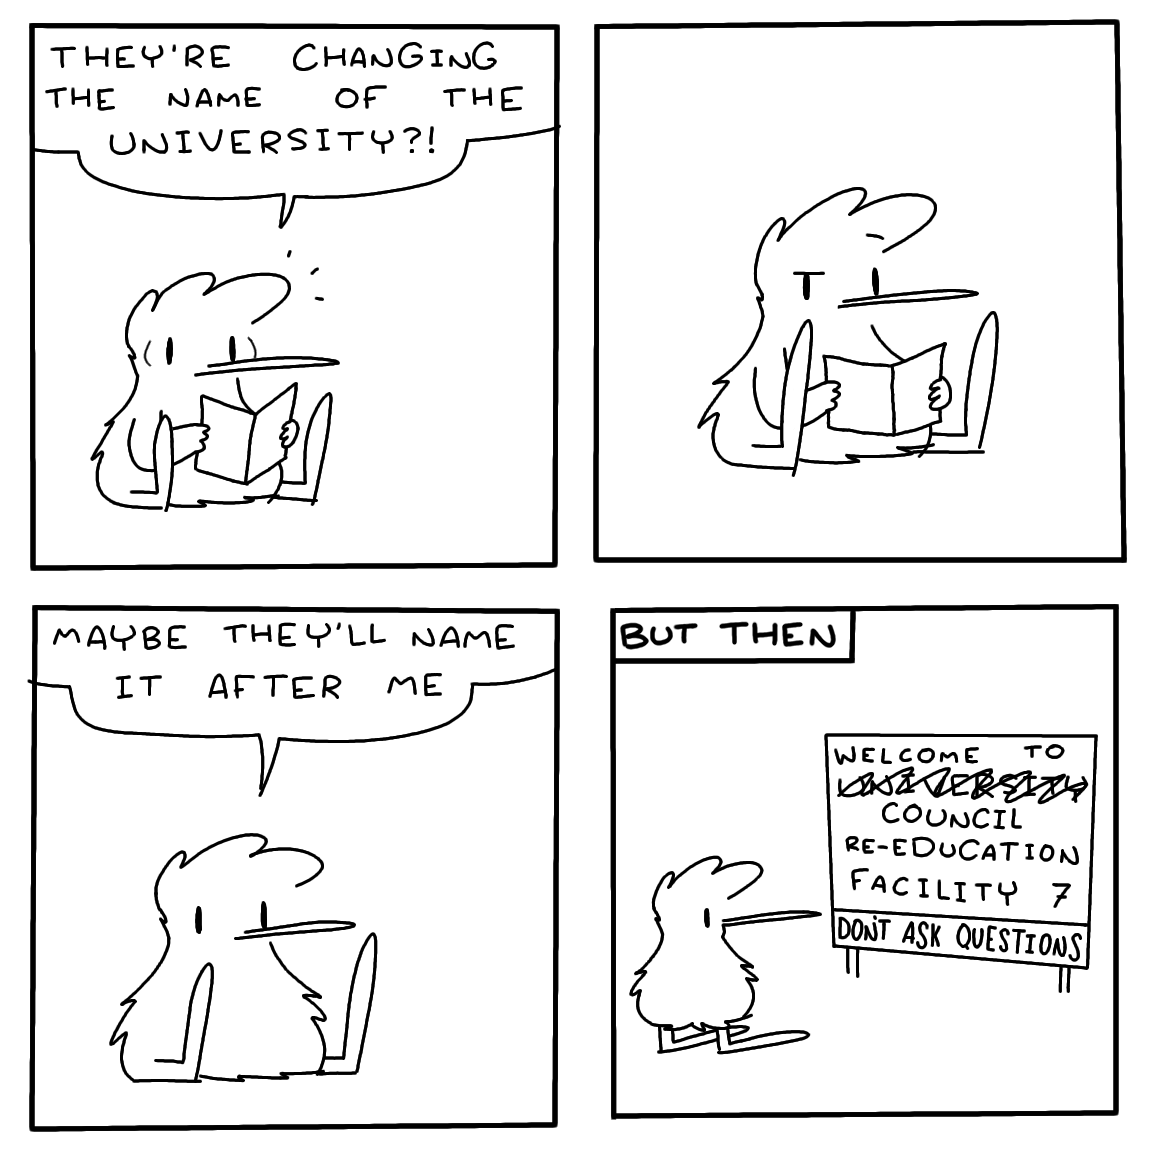 THEY'RE CHANGING
THE NAME OF THE
UNIVERSITY?!
MAYBE THEY'LL NAME
IT AFTER ME
BUT THEN
WELCOME TO
UNIVERSITY
COUNCIL
RE-EDUCATION
FACILITY 7
DON'T ASK QUESTIONS